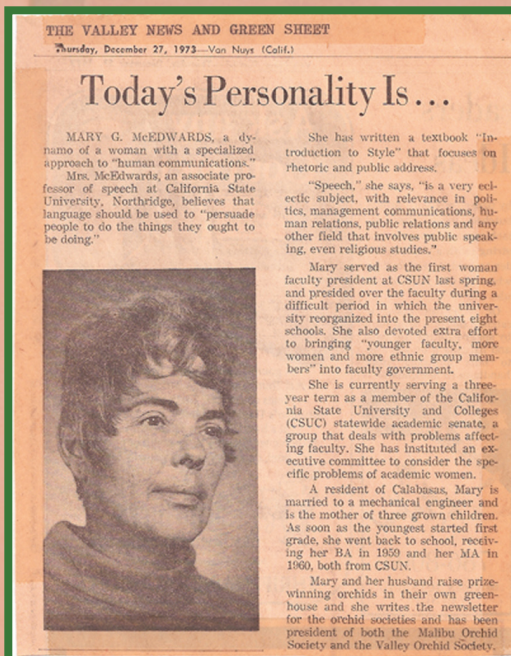 THE VALLEY NEWS AND GREEN SHEET
Thursday, December 27, 1973—Van Nuys (Calif.)
Today's Personality Is...
MARY G. McEDWARDS, a dy-
namo of a woman with a specialized
approach to "human communications."
Mrs. McEdwards, an associate pro-
fessor of speech at California State
University, Northridge, believes that
language should be used to "persuade
people to do the things they ought to
be doing."
She has written a textbook "In-
troduction to Style" that focuses on
rhetoric and public address.
"Speech," she says, "is a very ecl-
ectic subject, with relevance in poli-
tics, management communications, hu-
man relations, public relations and any
other field that involves public speak-
ing, even religious studies."
Mary served as the first woman
faculty president at CSUN last spring,
and presided over the faculty during a
difficult period in which the univer-
sity reorganized into the present eight
schools. She also devoted extra effort
to bringing "younger faculty, more
women and more ethnic group mem-
bers" into faculty government.
She is currently serving a three-
year term as a member of the Califor-
nia State University and Colleges
(CSUC) statewide academic senate, a
group that deals with problems affect-
ing faculty. She has instituted an ex-
ecutive committee to consider the spe-
cific problems of academic women.
A resident of Calabasas, Mary is
married to a mechanical engineer and
is the mother of three grown children.
As soon as the youngest started first
grade, she went back to school, receiv-
ing her BA in 1959 and her MA in
1960, both from CSUN.
Mary and her husband raise prize-
winning orchids in their own green-
house and she writes the newsletter
for the orchid societies and has been
president of both the Malibu Orchid
Society and the Valley Orchid Society.